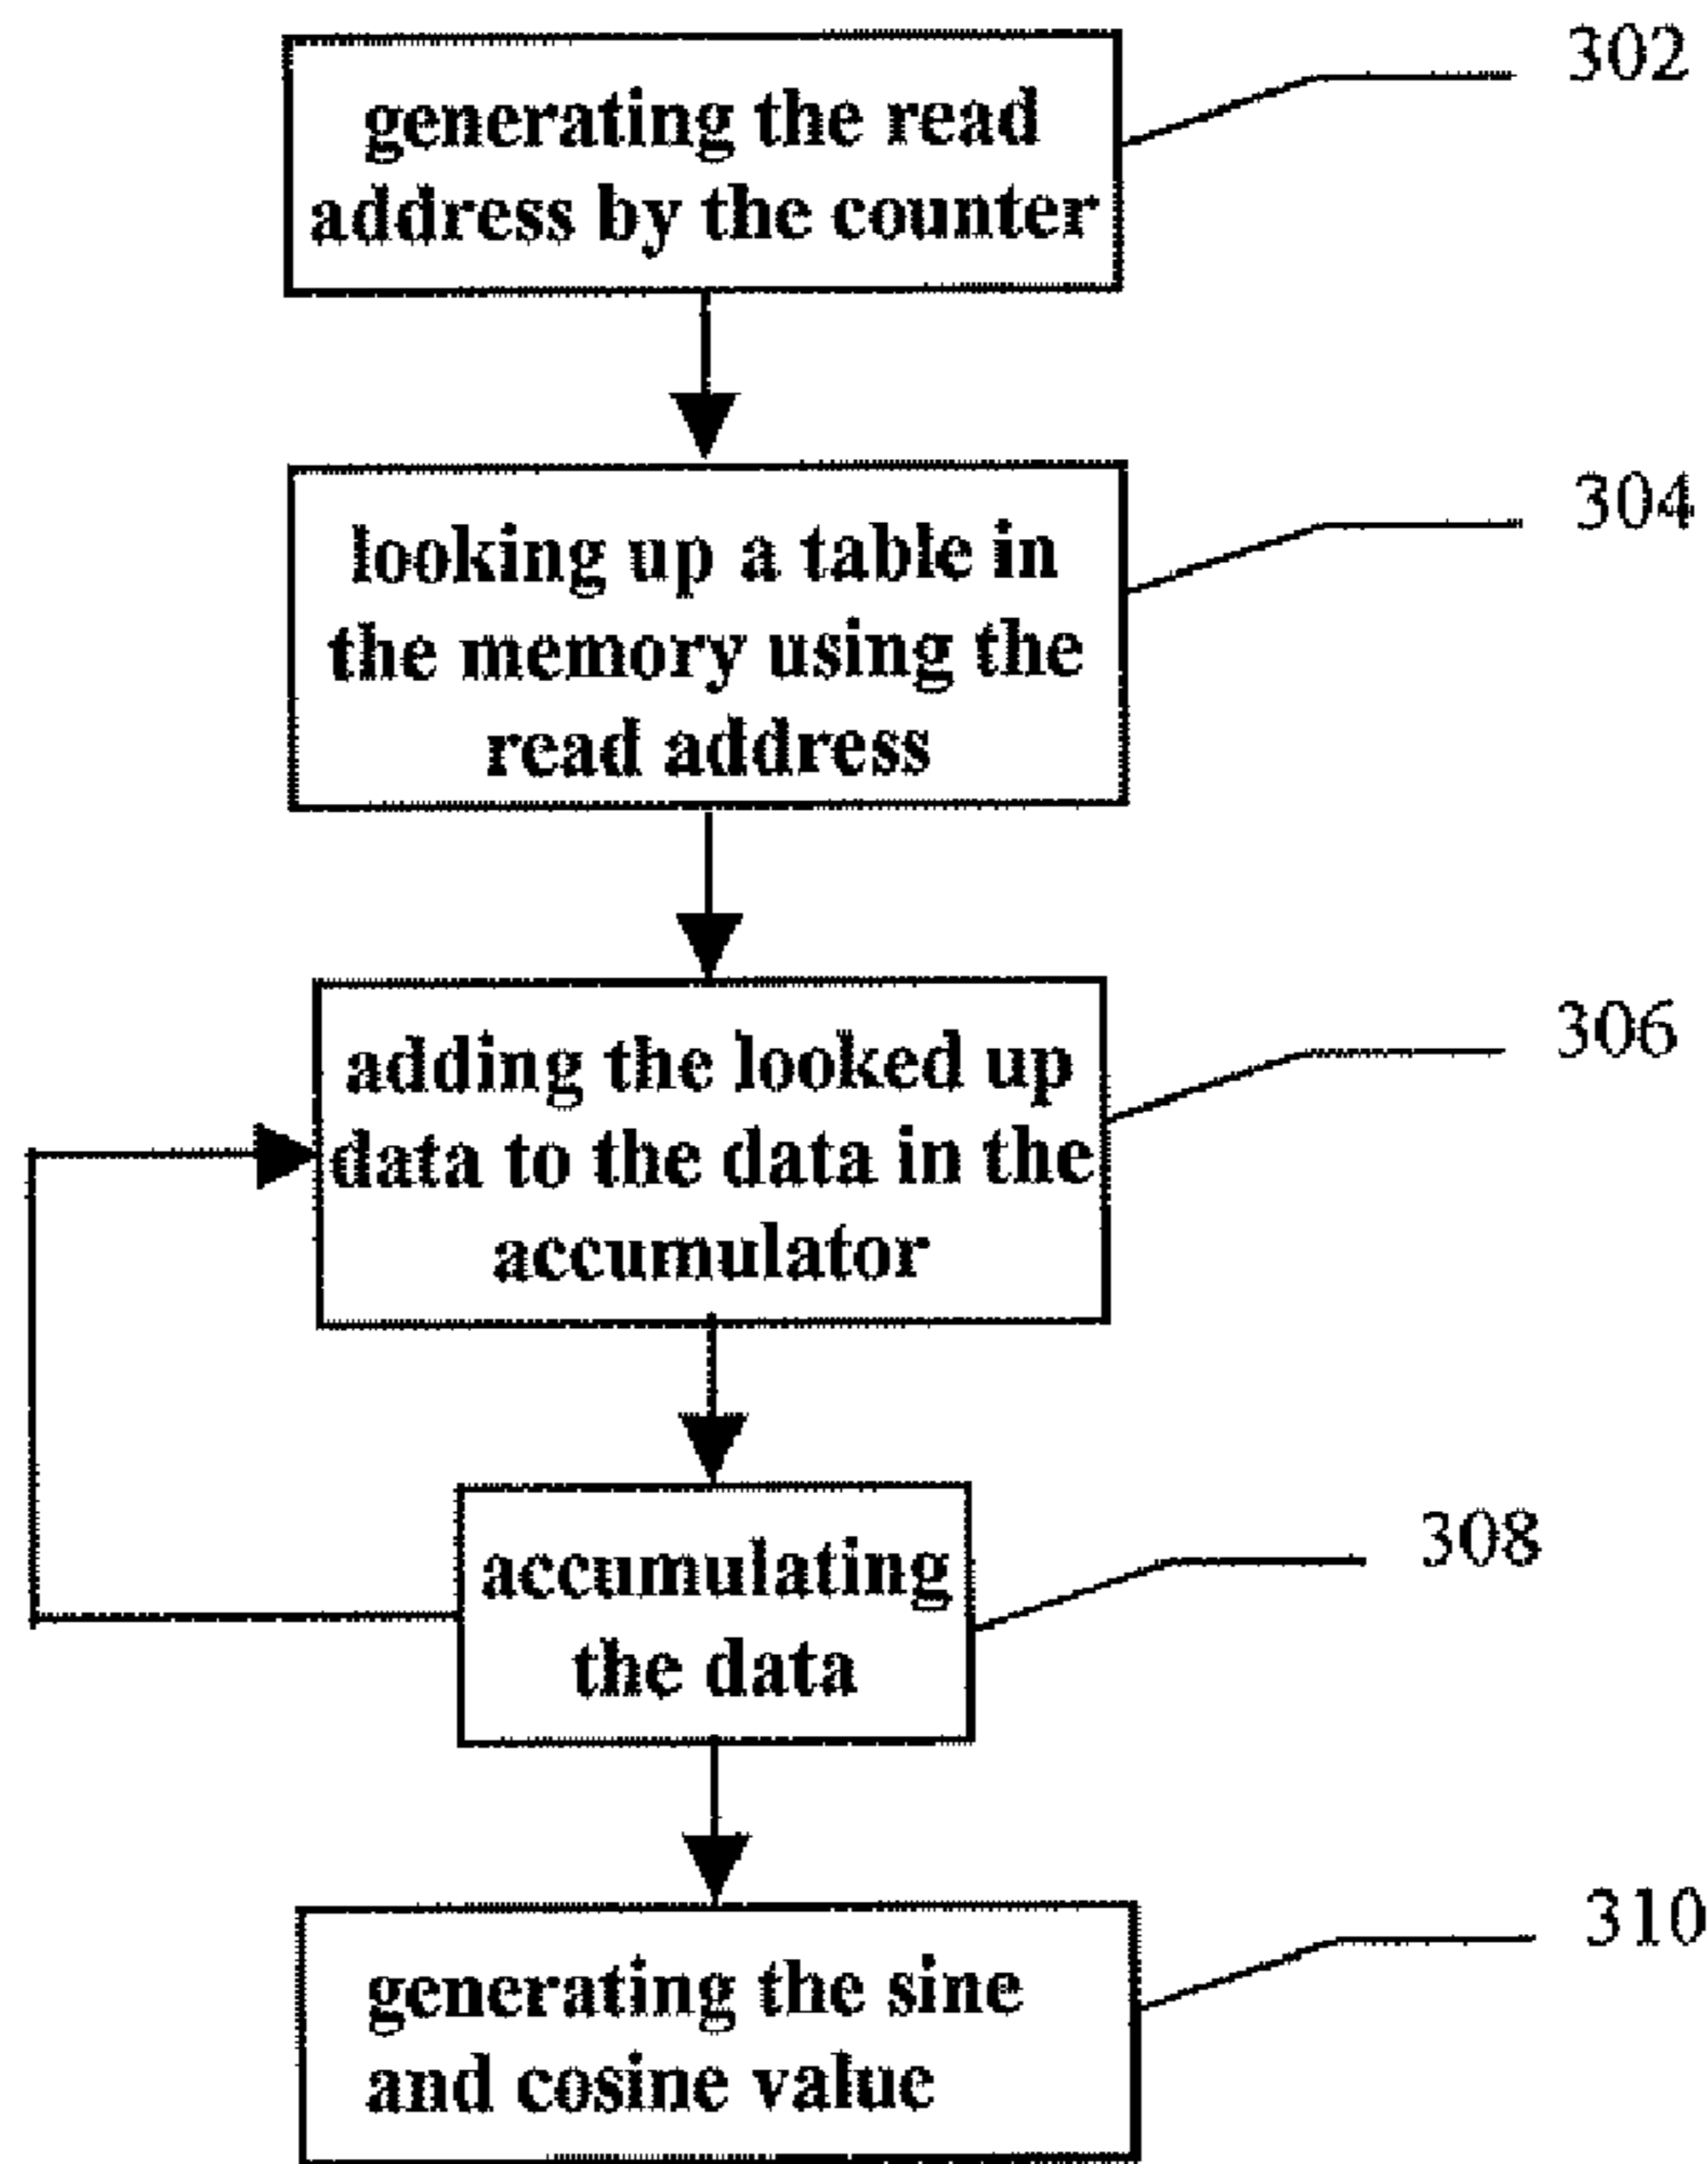 302
generating the read
address by the counter
304
looking up a table in
the memory using the
read address
306
adding the looked up
data to the data in the
accumulator
308
accumulating
the data
310
generating the sine
and cosine value